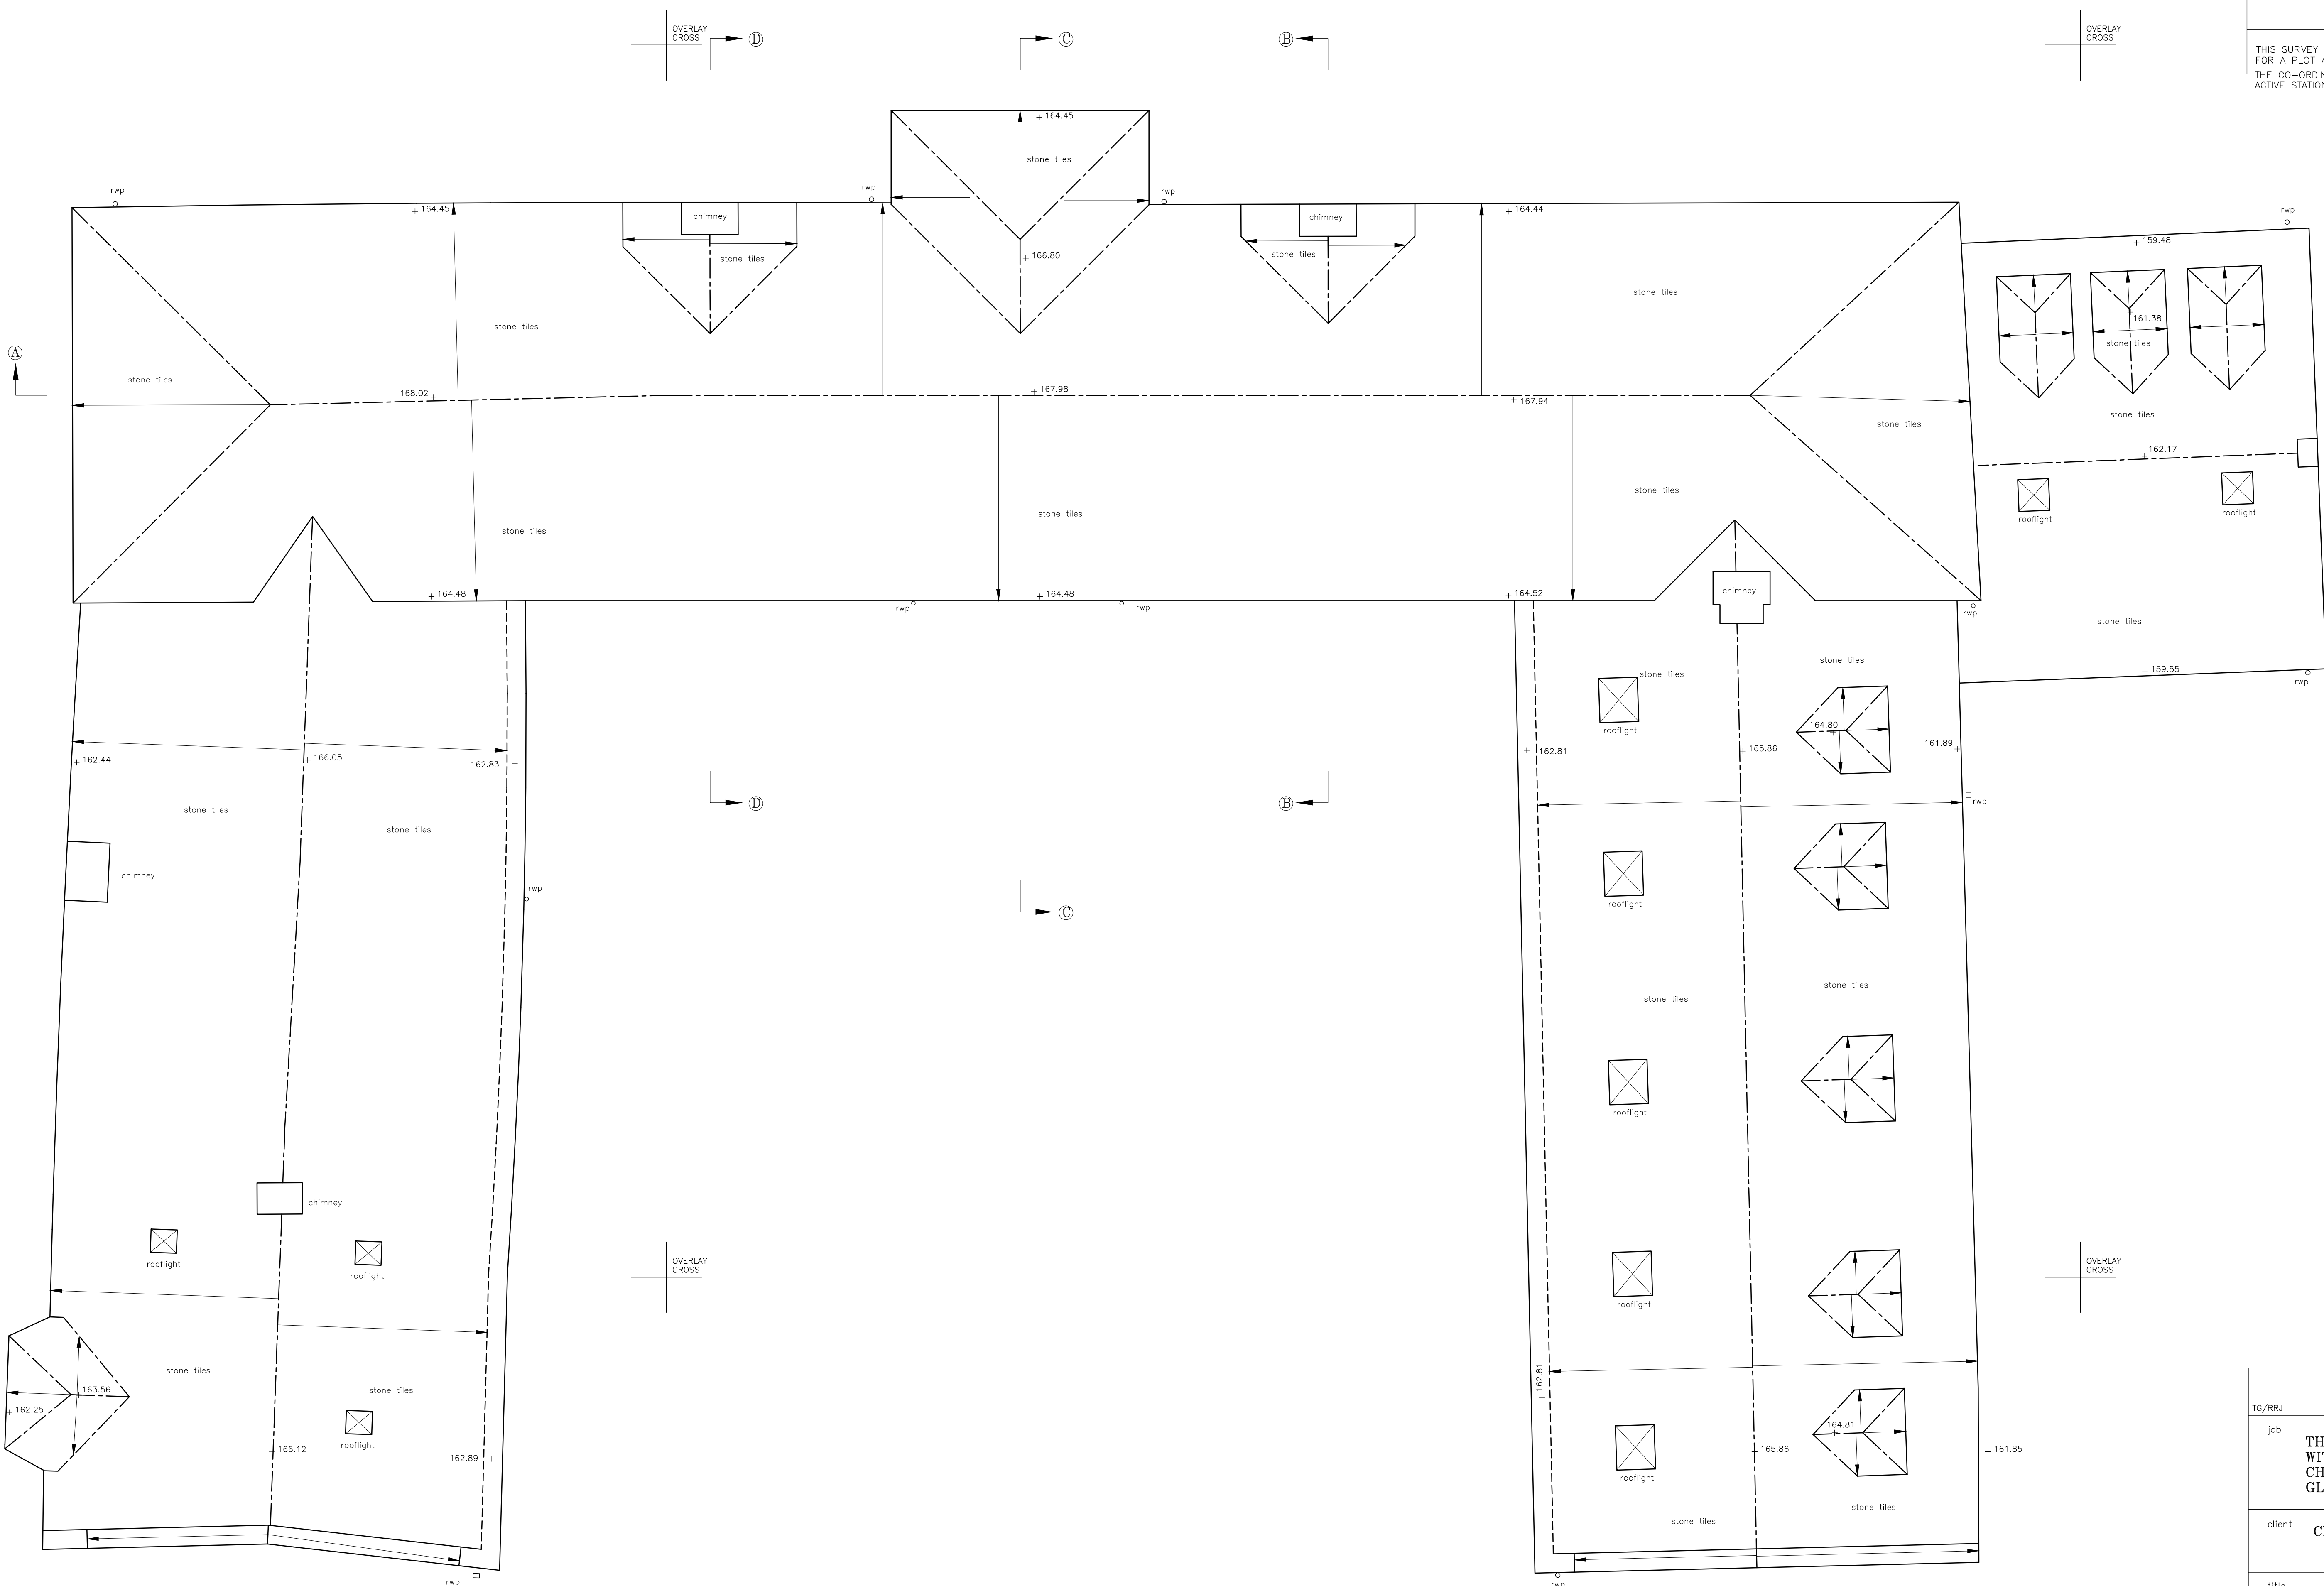 OVERLAY
CROSS
D
C
B
OVERLAY
CROSS
THIS SURVEY
FOR A PLOT
THE CO-ORDIN
ACTIVE STATION
164.45
stone tiles
rwp
rwp
rwp
rwp
164.45
chimney
chimney
164.44
159.48
stone tiles
166.80
stone tiles
stone tiles
stone tiles
161.38
stone tiles
A
stone tiles
168.02
167.98
167.94
stone tiles
stone tiles
162.17
stone tiles
stone tiles
stone tiles
rooflight
rooflight
164.48
164.48
164.52
chimney
rwp
rwp
rwp
stone tiles
stone tiles
stone tiles
159.55
rwp
164.80
rooflight
162.44
166.05
162.83
162.81
165.86
161.89
stone tiles
stone tiles
D
B
rwp
chimney
rwp
rooflight
C
stone tiles
stone tiles
rooflight
chimney
rooflight
rooflight
OVERLAY
CROSS
OVERLAY
CROSS
rooflight
stone tiles
stone tiles
163.56
162.25
162.81
TG/RRJ
164.81
job
rooflight
166.12
162.89
165.86
161.85
TH
WIT
CH
GL
rooflight
stone tiles
stone tiles
client
rwp
rwp
title